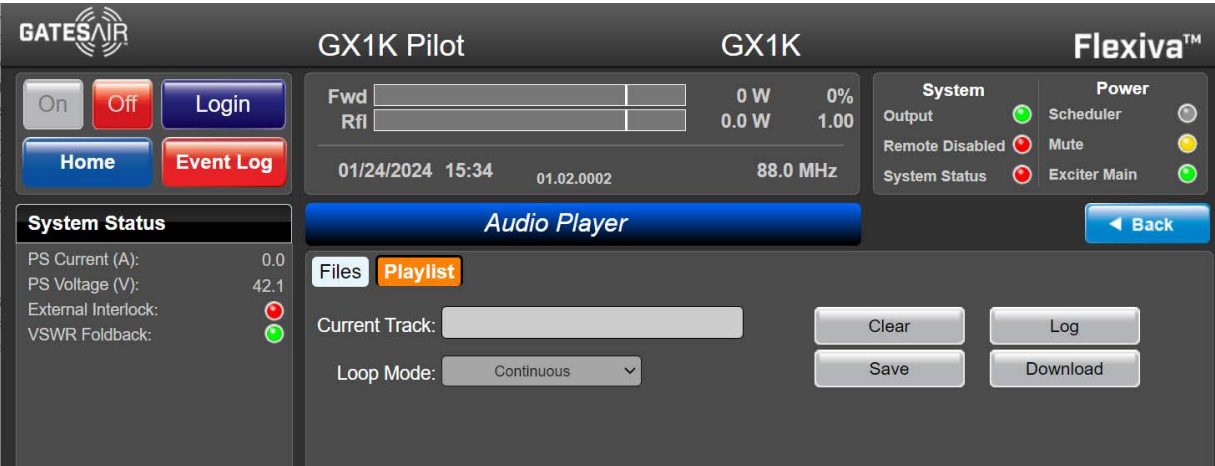 GATESAIR
GX1K Pilot GX1K Flexiva™
On Off Login
Home Event Log
Fwd 0 W 0%
Rfl 0.0 W 1.00
01/24/2024 15:34 01.02.0002 88.0 MHz
System Power
Output Scheduler
Remote Disabled Mute
System Status Exciter Main
System Status
PS Current (A): 0.0
PS Voltage (V): 42.1
External Interlock:
VSWR Foldback:
Audio Player
Back
Files Playlist
Current Track:
Clear Log
Loop Mode: Continuous
Save Download